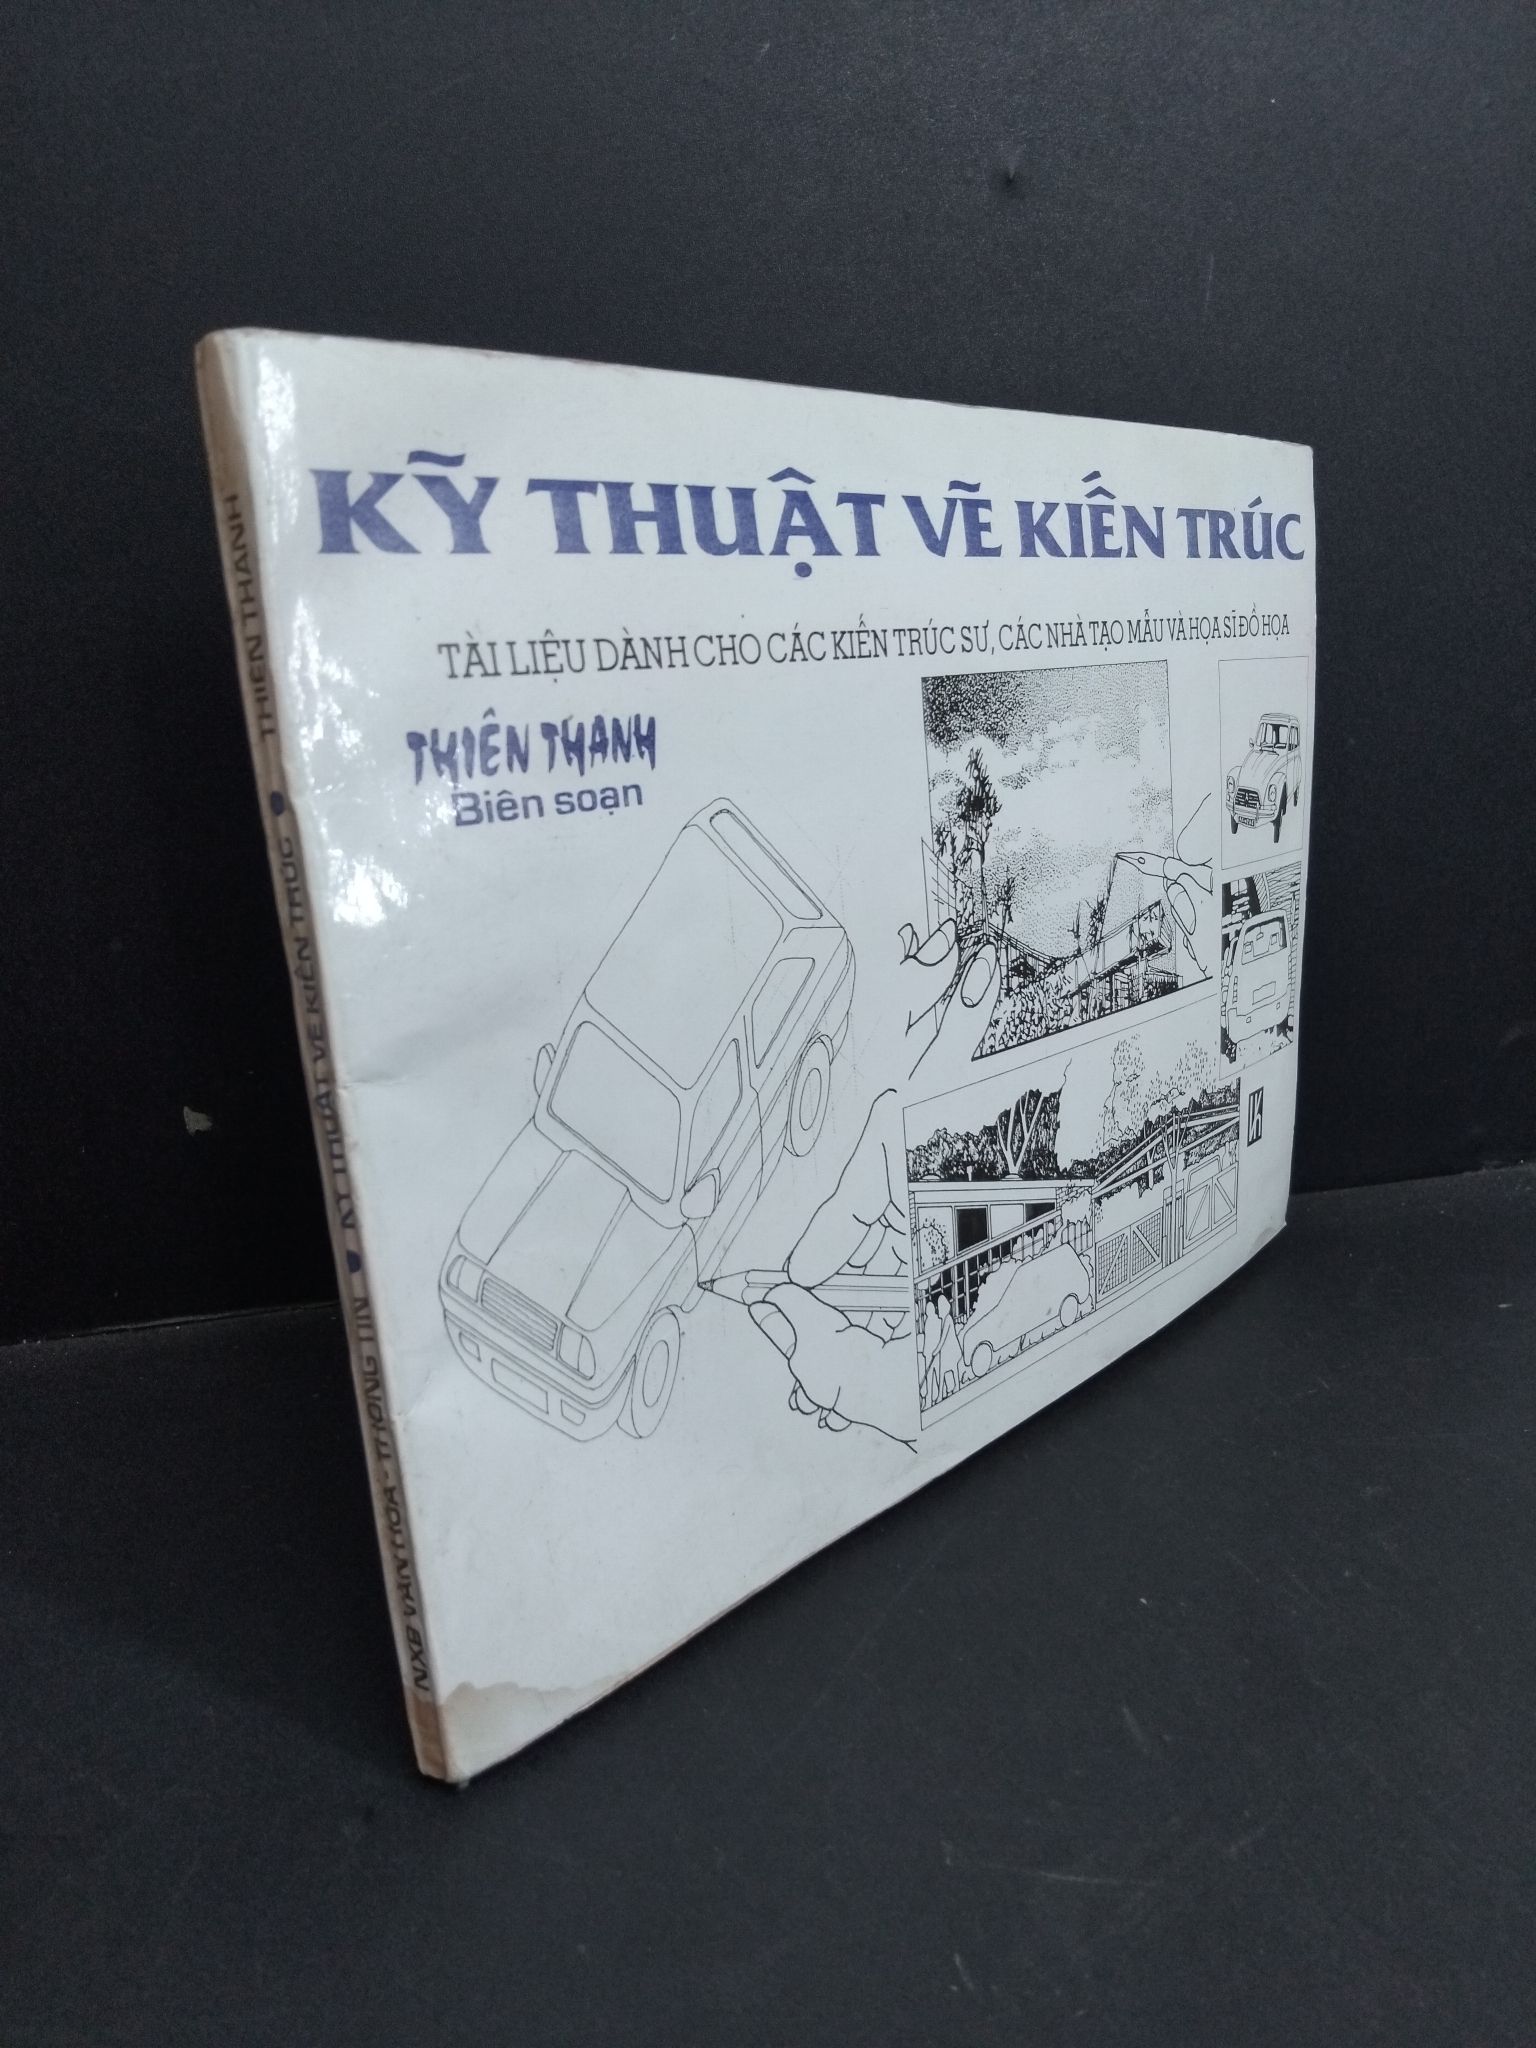 KỸ THUẬT VẼ KIẾN TRÚC
TÀI LIỆU DÀNH CHO CÁC KIẾN TRÚC SƯ, CÁC NHÀ TẠO MẪU VÀ HỌA SĨ ĐỒ HỌA
THIÊN THANH
Biên soạn
NXB VĂN HÓA - THÔNG TIN • KỸ THUẬT VẼ KIẾN TRÚC • THIÊN THANH